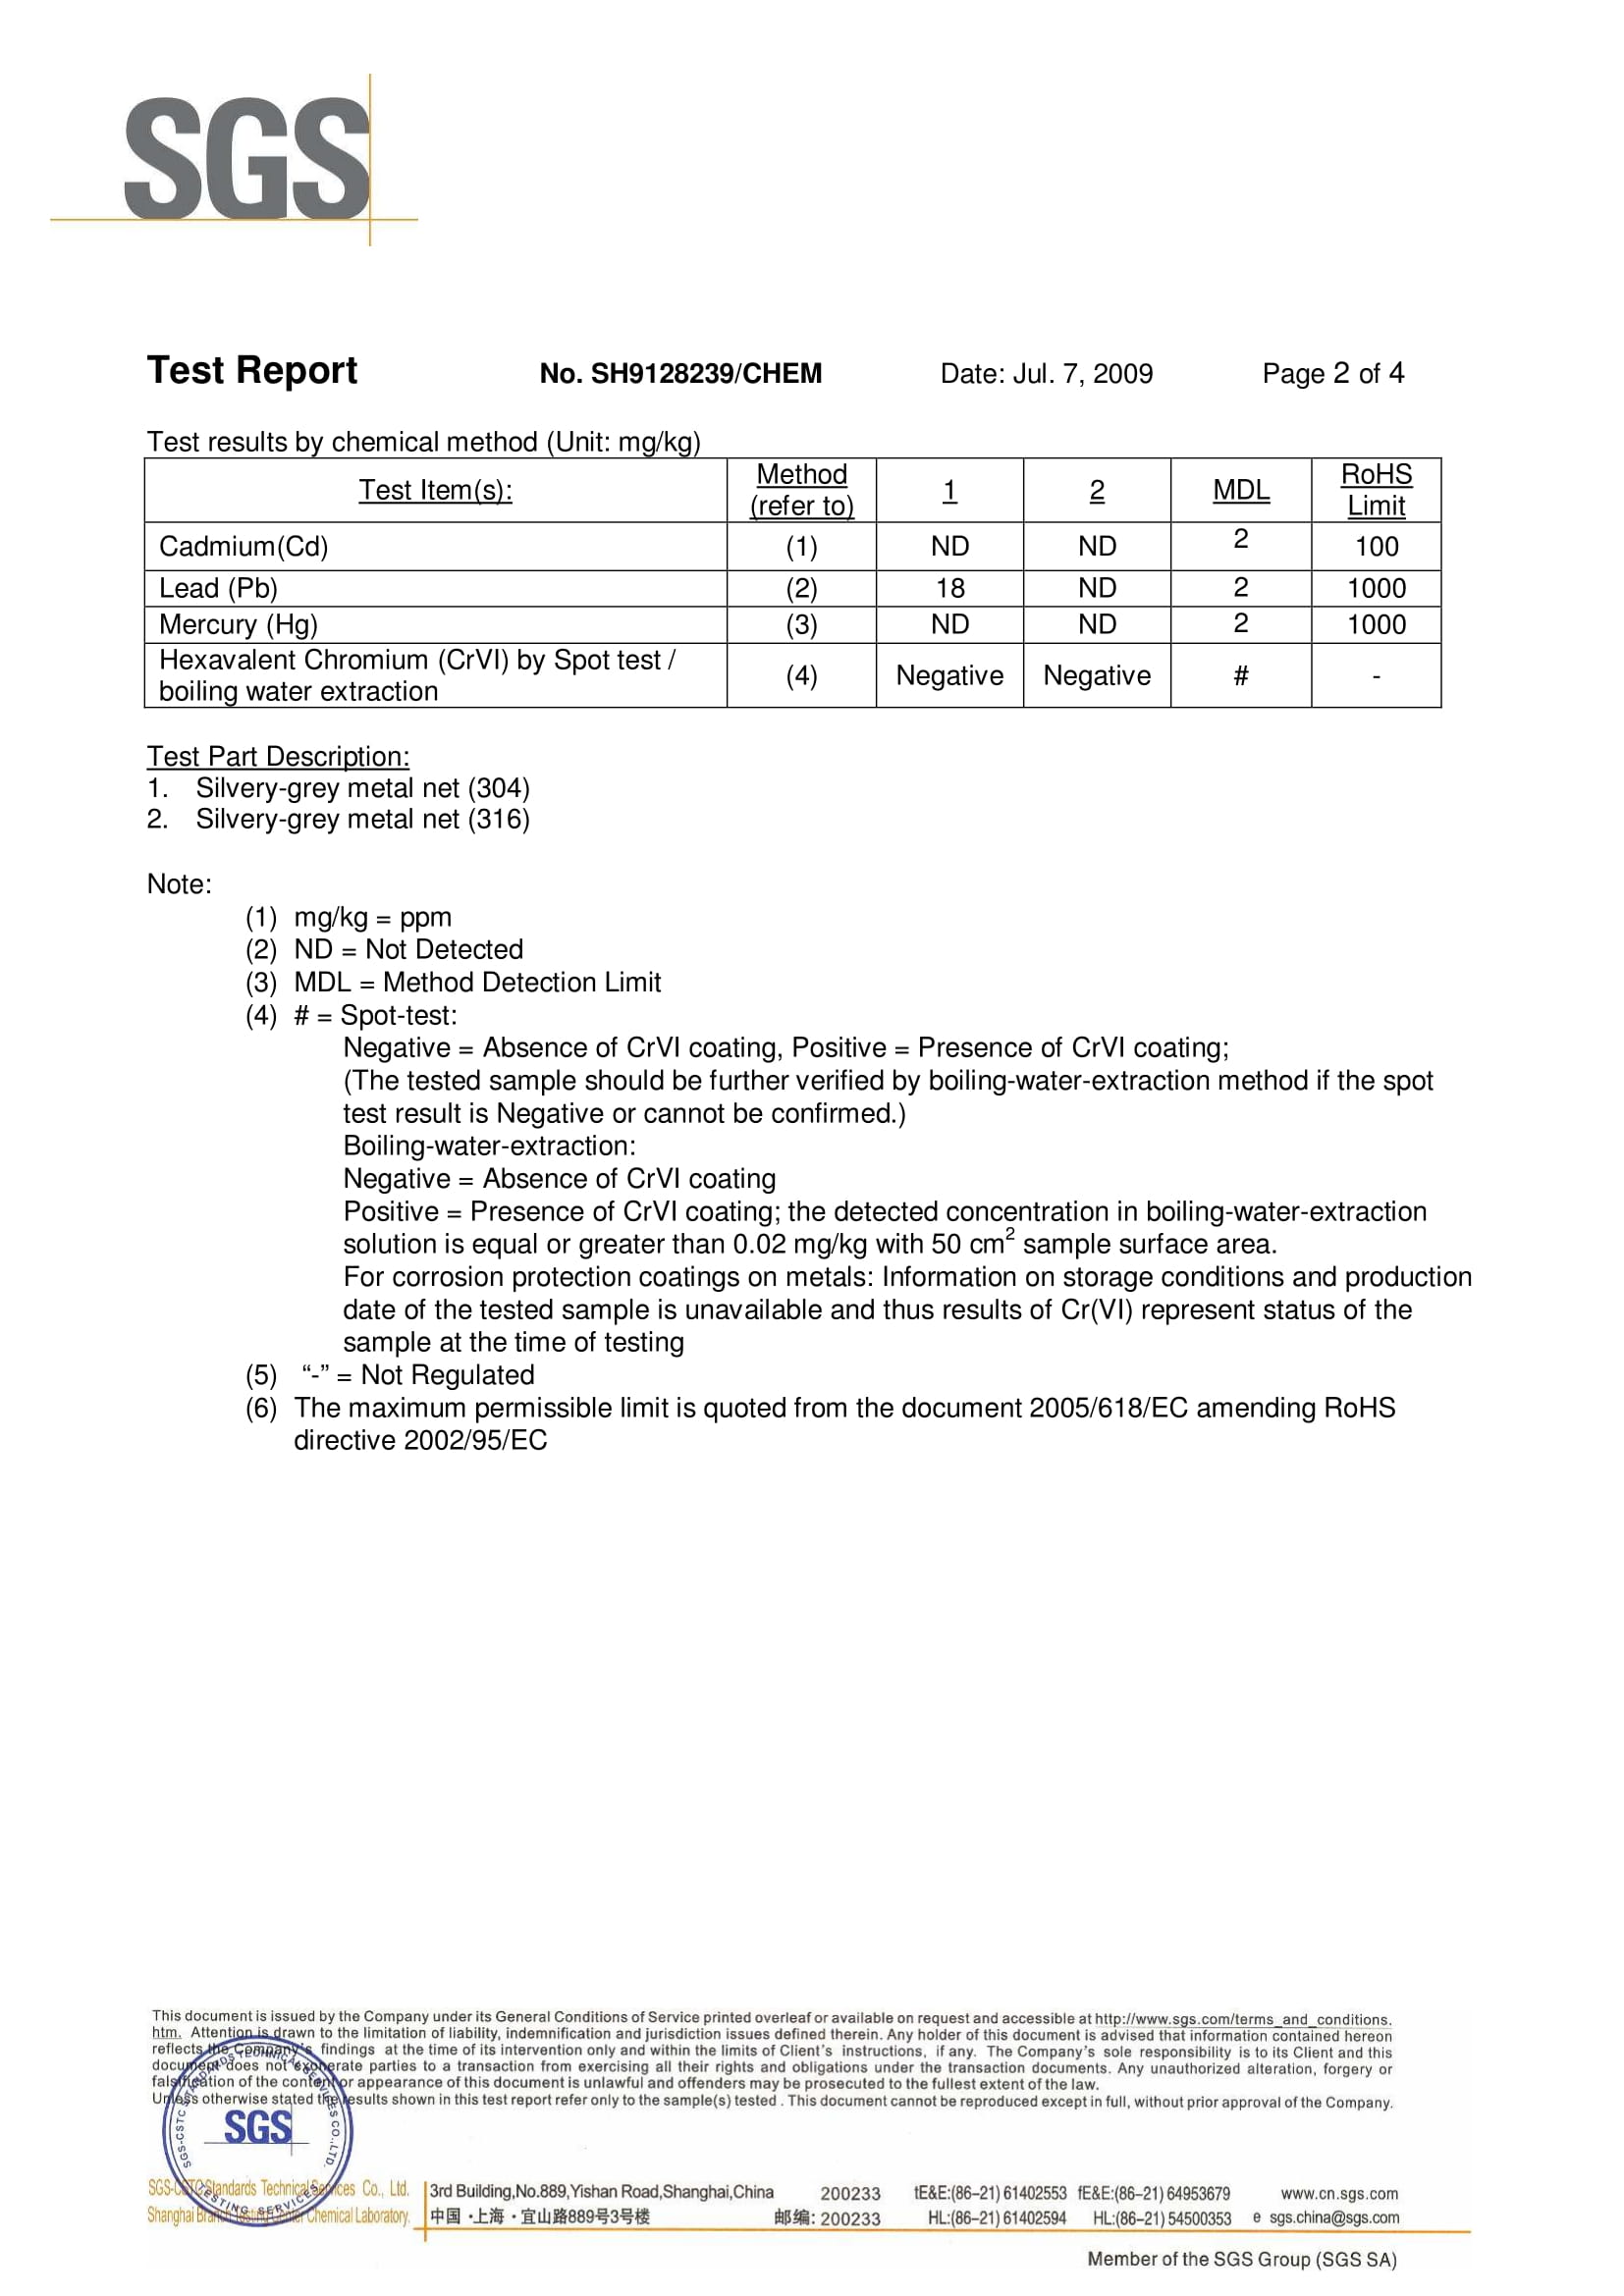 SGS
Test Report No. SH9128239/CHEM Date: Jul. 7, 2009 Page 2 of 4
Test results by chemical method (Unit: mg/kg)
Test Item(s): Method (refer to) 1 2 MDL RoHS Limit
Cadmium(Cd) (1) ND ND 2 100
Lead (Pb) (2) 18 ND 2 1000
Mercury (Hg) (3) ND ND 2 1000
Hexavalent Chromium (CrVI) by Spot test / boiling water extraction (4) Negative Negative # -
Test Part Description:
1. Silvery-grey metal net (304)
2. Silvery-grey metal net (316)
Note:
(1) mg/kg = ppm
(2) ND = Not Detected
(3) MDL = Method Detection Limit
(4) # = Spot-test:
Negative = Absence of CrVI coating, Positive = Presence of CrVI coating;
(The tested sample should be further verified by boiling-water-extraction method if the spot
test result is Negative or cannot be confirmed.)
Boiling-water-extraction:
Negative = Absence of CrVI coating
Positive = Presence of CrVI coating; the detected concentration in boiling-water-extraction
solution is equal or greater than 0.02 mg/kg with 50 cm² sample surface area.
For corrosion protection coatings on metals: Information on storage conditions and production
date of the tested sample is unavailable and thus results of Cr(VI) represent status of the
sample at the time of testing
(5) “-” = Not Regulated
(6) The maximum permissible limit is quoted from the document 2005/618/EC amending RoHS
directive 2002/95/EC
This document is issued by the Company under its General Conditions of Service printed overleaf or available on request and accessible at http://www.sgs.com/terms_and_conditions.
htm. Attention is drawn to the limitation of liability, indemnification and jurisdiction issues defined therein. Any holder of this document is advised that information contained hereon
reflects the Company's findings at the time of its intervention only and within the limits of Client's instructions, if any. The Company's sole responsibility is to its Client and this
document does not exonerate parties to a transaction from exercising all their rights and obligations under the transaction documents. Any unauthorized alteration, forgery or
falsification of the content or appearance of this document is unlawful and offenders may be prosecuted to the fullest extent of the law.
Unless otherwise stated the results shown in this test report refer only to the sample(s) tested . This document cannot be reproduced except in full, without prior approval of the Company.
SGS-CSTC STANDARDS TECHNICAL SERVICES CO., LTD.
SGS
TESTING SERVICES
SGS-CSTC Standards Technical Services Co., Ltd. 3rd Building,No.889,Yishan Road,Shanghai,China 200233 tE&E:(86–21) 61402553 fE&E:(86–21) 64953679 www.cn.sgs.com
Shanghai Branch Testing Center Chemical Laboratory. 中国·上海·宜山路889号3号楼 邮编: 200233 HL:(86–21) 61402594 HL:(86–21) 54500353 e sgs.china@sgs.com
Member of the SGS Group (SGS SA)